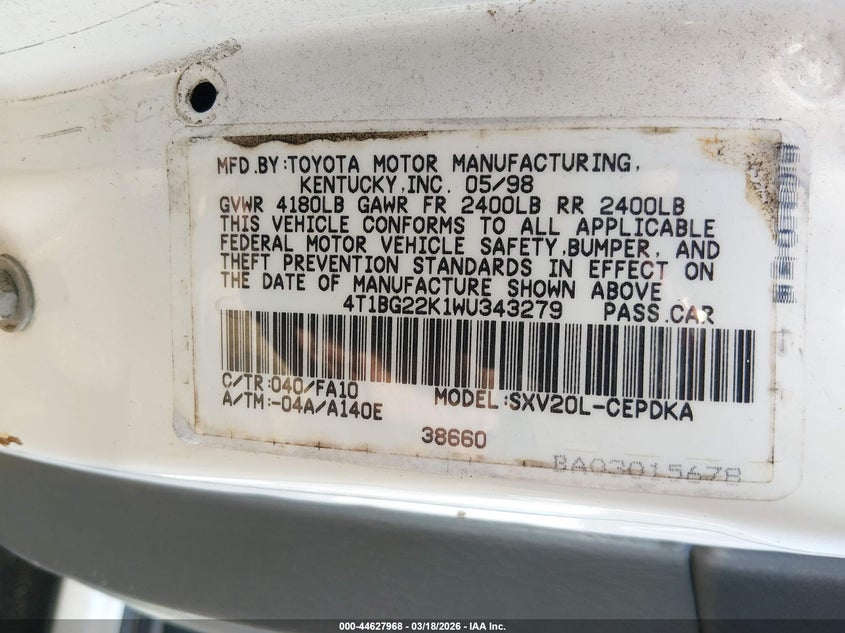 MFD.BY:TOYOTA MOTOR MANUFACTURING,
KENTUCKY,INC. 05/98
GVWR 4180LB GAWR FR 2400LB RR 2400LB
THIS VEHICLE CONFORMS TO ALL APPLICABLE
FEDERAL MOTOR VEHICLE SAFETY,BUMPER, AND
THEFT PREVENTION STANDARDS IN EFFECT ON
THE DATE OF MANUFACTURE SHOWN ABOVE
4T1BG22K1WU343279 PASS.CAR
C/TR:040/FA10
A/TM:-04A/A140E MODEL:SXV20L-CEPDKA
38660
BA0301567B
000-44627968 — 03/18/2026 — IAA Inc.